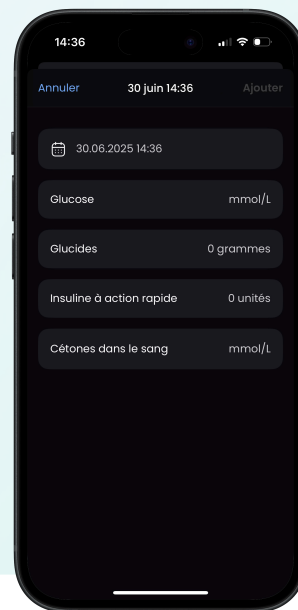 14:36
Annuler 30 juin 14:36 Ajouter
30.06.2025 14:36
Glucose mmol/L
Glucides 0 grammes
Insuline à action rapide 0 unités
Cétones dans le sang mmol/L